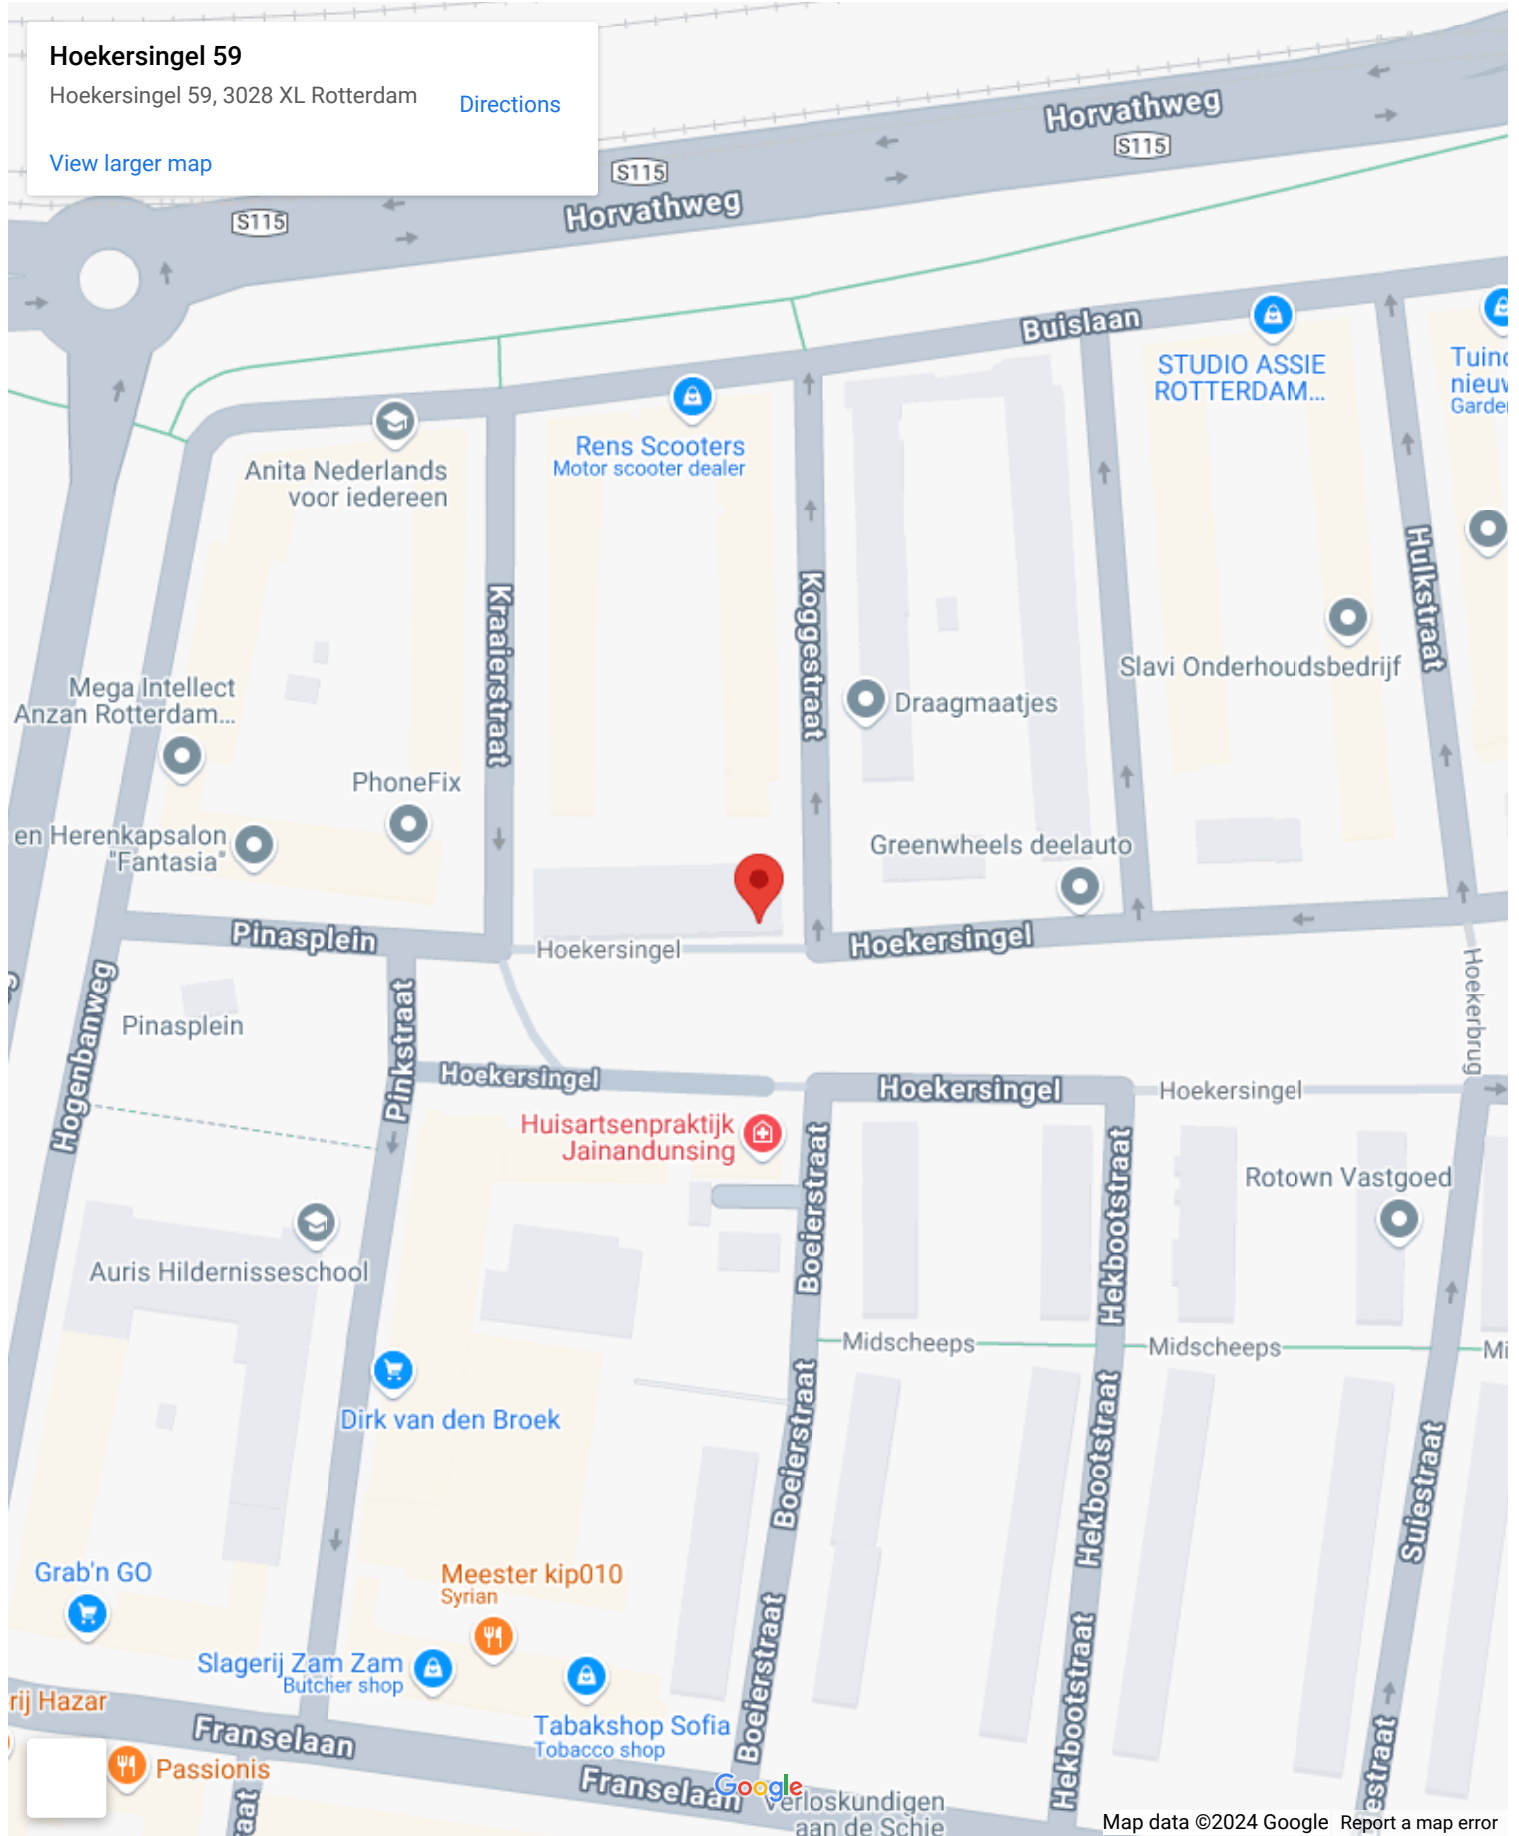 Hoekersingel 59
Hoekersingel 59, 3028 XL Rotterdam
Directions
View larger map
Horvathweg
S115
S115
Horvathweg
S115
Buislaan
STUDIO ASSIE
ROTTERDAM...
Rens Scooters
Motor scooter dealer
Anita Nederlands
voor iedereen
Kraaierstraat
Koggestraat
Hulkstraat
Slavi Onderhoudsbedrijf
Mega Intellect
Anzan Rotterdam...
Draagmaatjes
PhoneFix
en Herenkapsalon
"Fantasia"
Greenwheels deelauto
Pinasplein
Hoekersingel
Hoekersingel
Hoekerbrug
Hogenbanweg
Pinasplein
Pinkstraat
Hoekersingel
Hoekersingel
Hoekersingel
Huisartsenpraktijk
Jainandunsing
Boeierstraat
Hekbootstraat
Rotown Vastgoed
Auris Hildernisseschool
Midscheeps
Midscheeps
Mi
Dirk van den Broek
Boeierstraat
Hekbootstraat
Suiestraat
Grab'n GO
Meester kip010
Syrian
Slagerij Zam Zam
Butcher shop
Boeierstraat
Hekbootstraat
rij Hazar
Franselaan
Tabakshop Sofia
Tobacco shop
Passionis
Franselaan
Google
Verloskundigen
aan de Schie
estraat
raat
Map data ©2024 Google
Report a map error